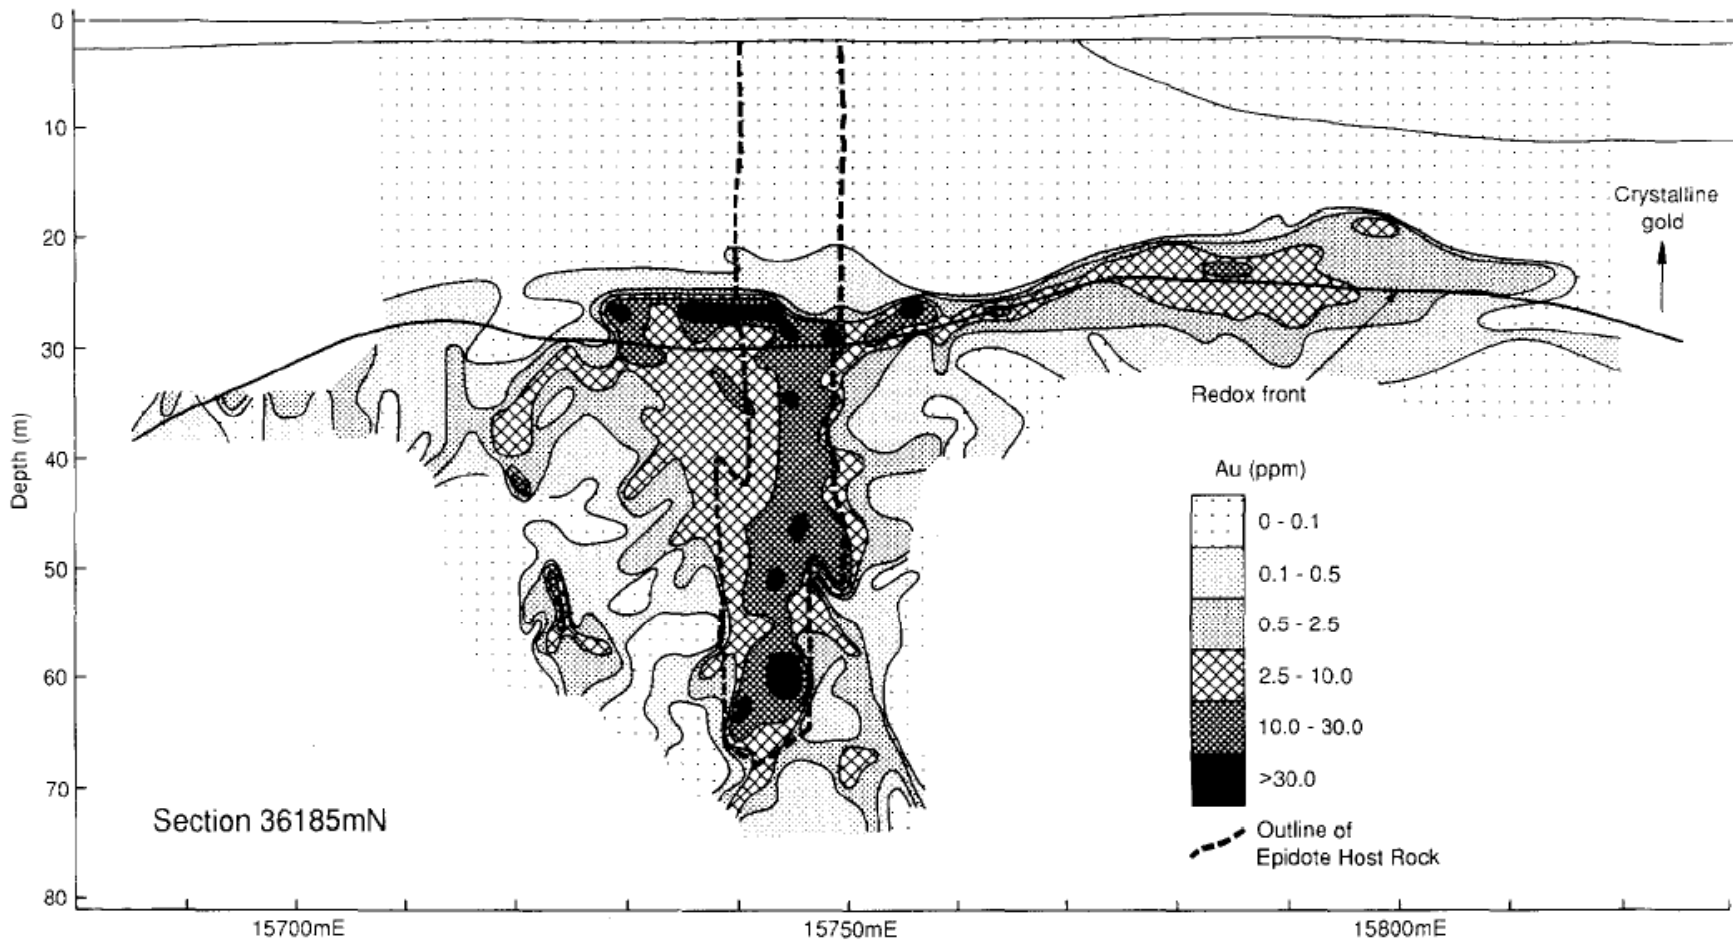 0
10
20
30
40
50
60
70
80
Depth (m)
Crystalline
gold
Redox front
Au (ppm)
0 - 0.1
0.1 - 0.5
0.5 - 2.5
2.5 - 10.0
10.0 - 30.0
>30.0
Outline of
Epidote Host Rock
Section 36185mN
15700mE
15750mE
15800mE